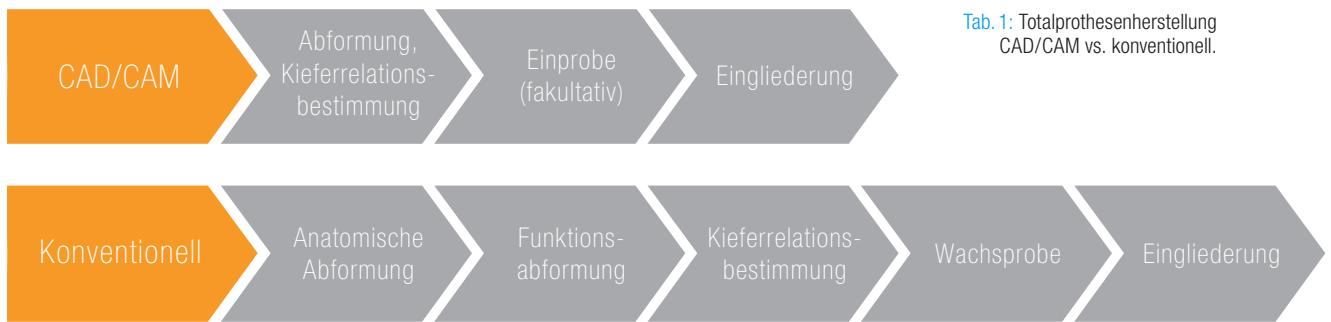 Tab. 1: Totalprothesenherstellung
CAD/CAM vs. konventionell.
CAD/CAM
Abformung,
Kieferrelations-
bestimmung
Einprobe
(fakultativ)
Eingliederung
Konventionell
Anatomische
Abformung
Funktions-
abformung
Kieferrelations-
bestimmung
Wachsprobe
Eingliederung